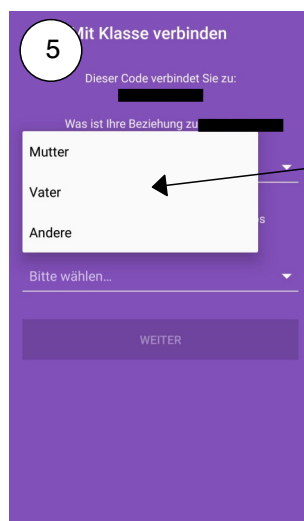 5
Mit Klasse verbinden
Dieser Code verbindet Sie zu:
Was ist Ihre Beziehung zu
Mutter
Vater
Andere
Bitte wählen...
WEITER